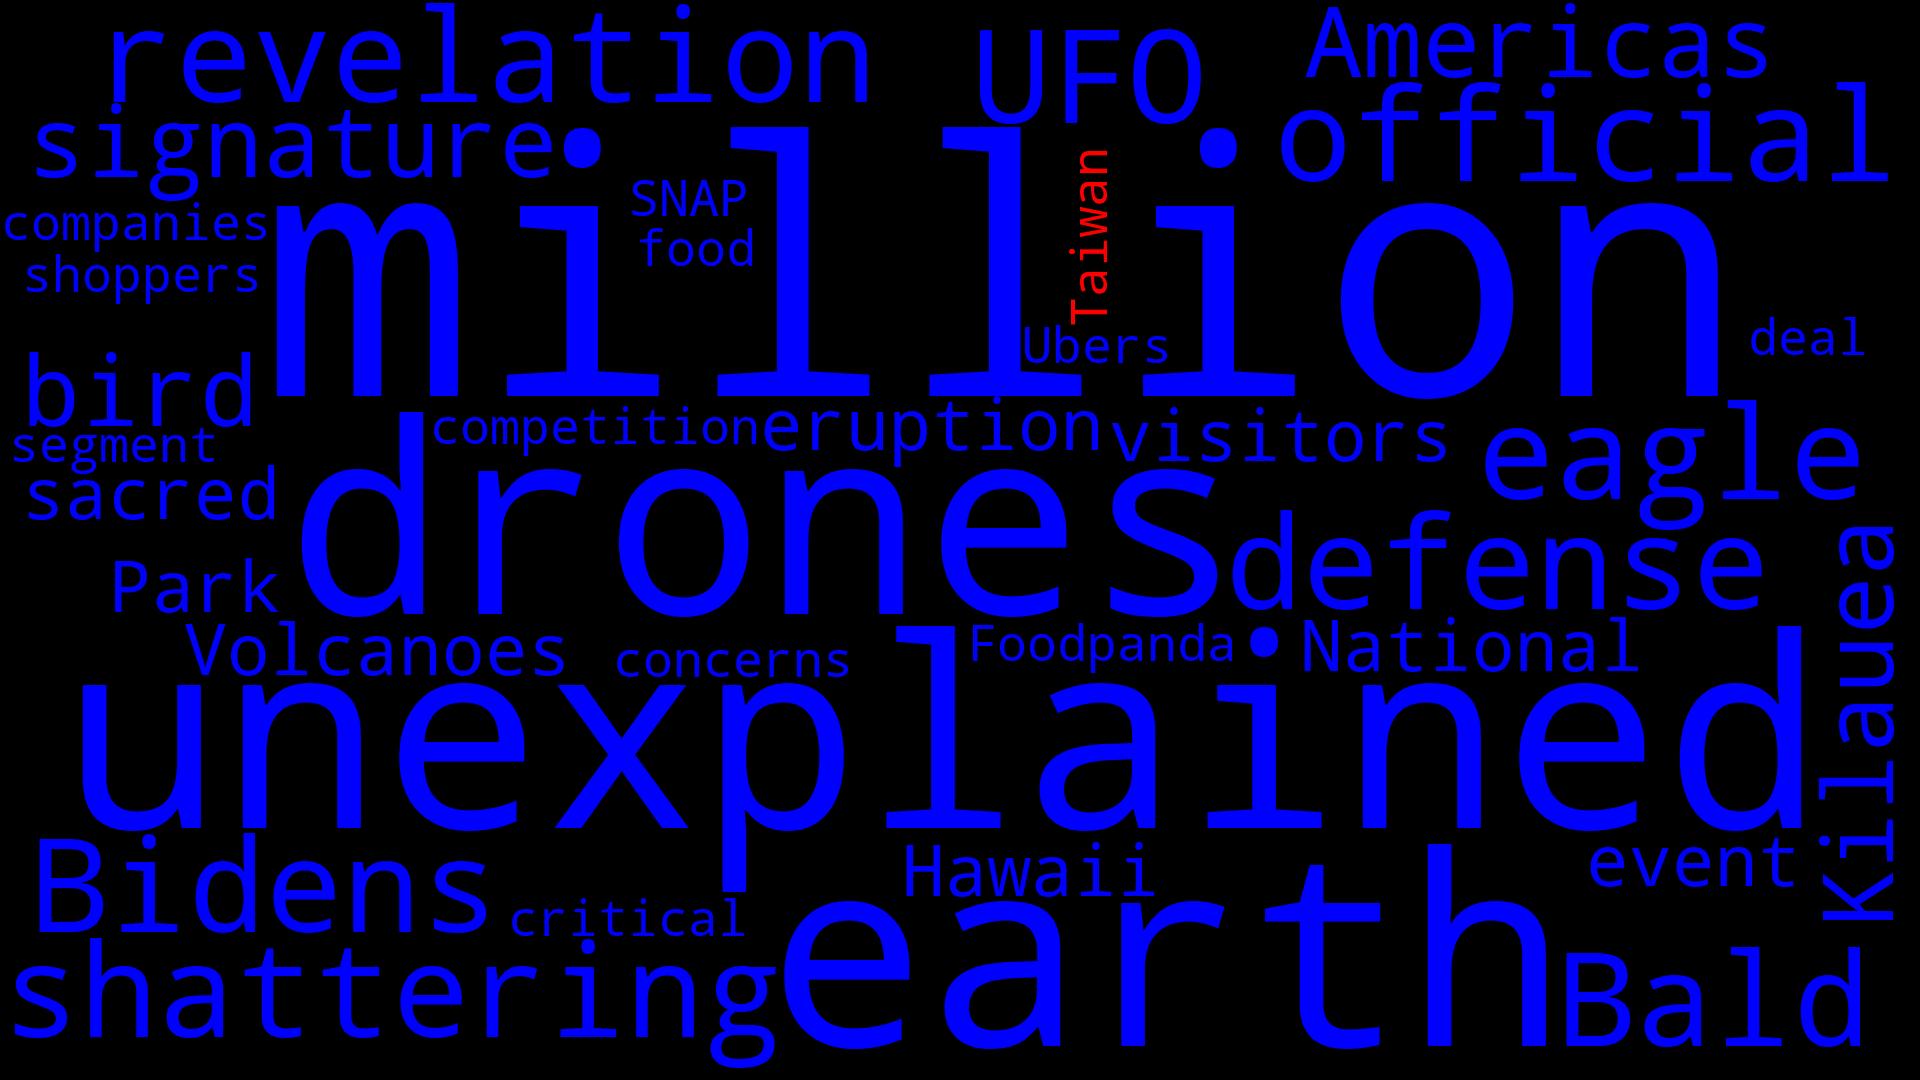 revelation
UFO
Americas
signature
official
million
SNAP
food
Taiwan
companies
shoppers
Ubers
deal
bird
competition
eruption
visitors
eagle
segment
sacred
drones
defense
Park
Kilauea
Volcanoes
concerns
Foodpanda
National
unexplained
Bidens
Hawaii
event
critical
shattering
earth
Bald